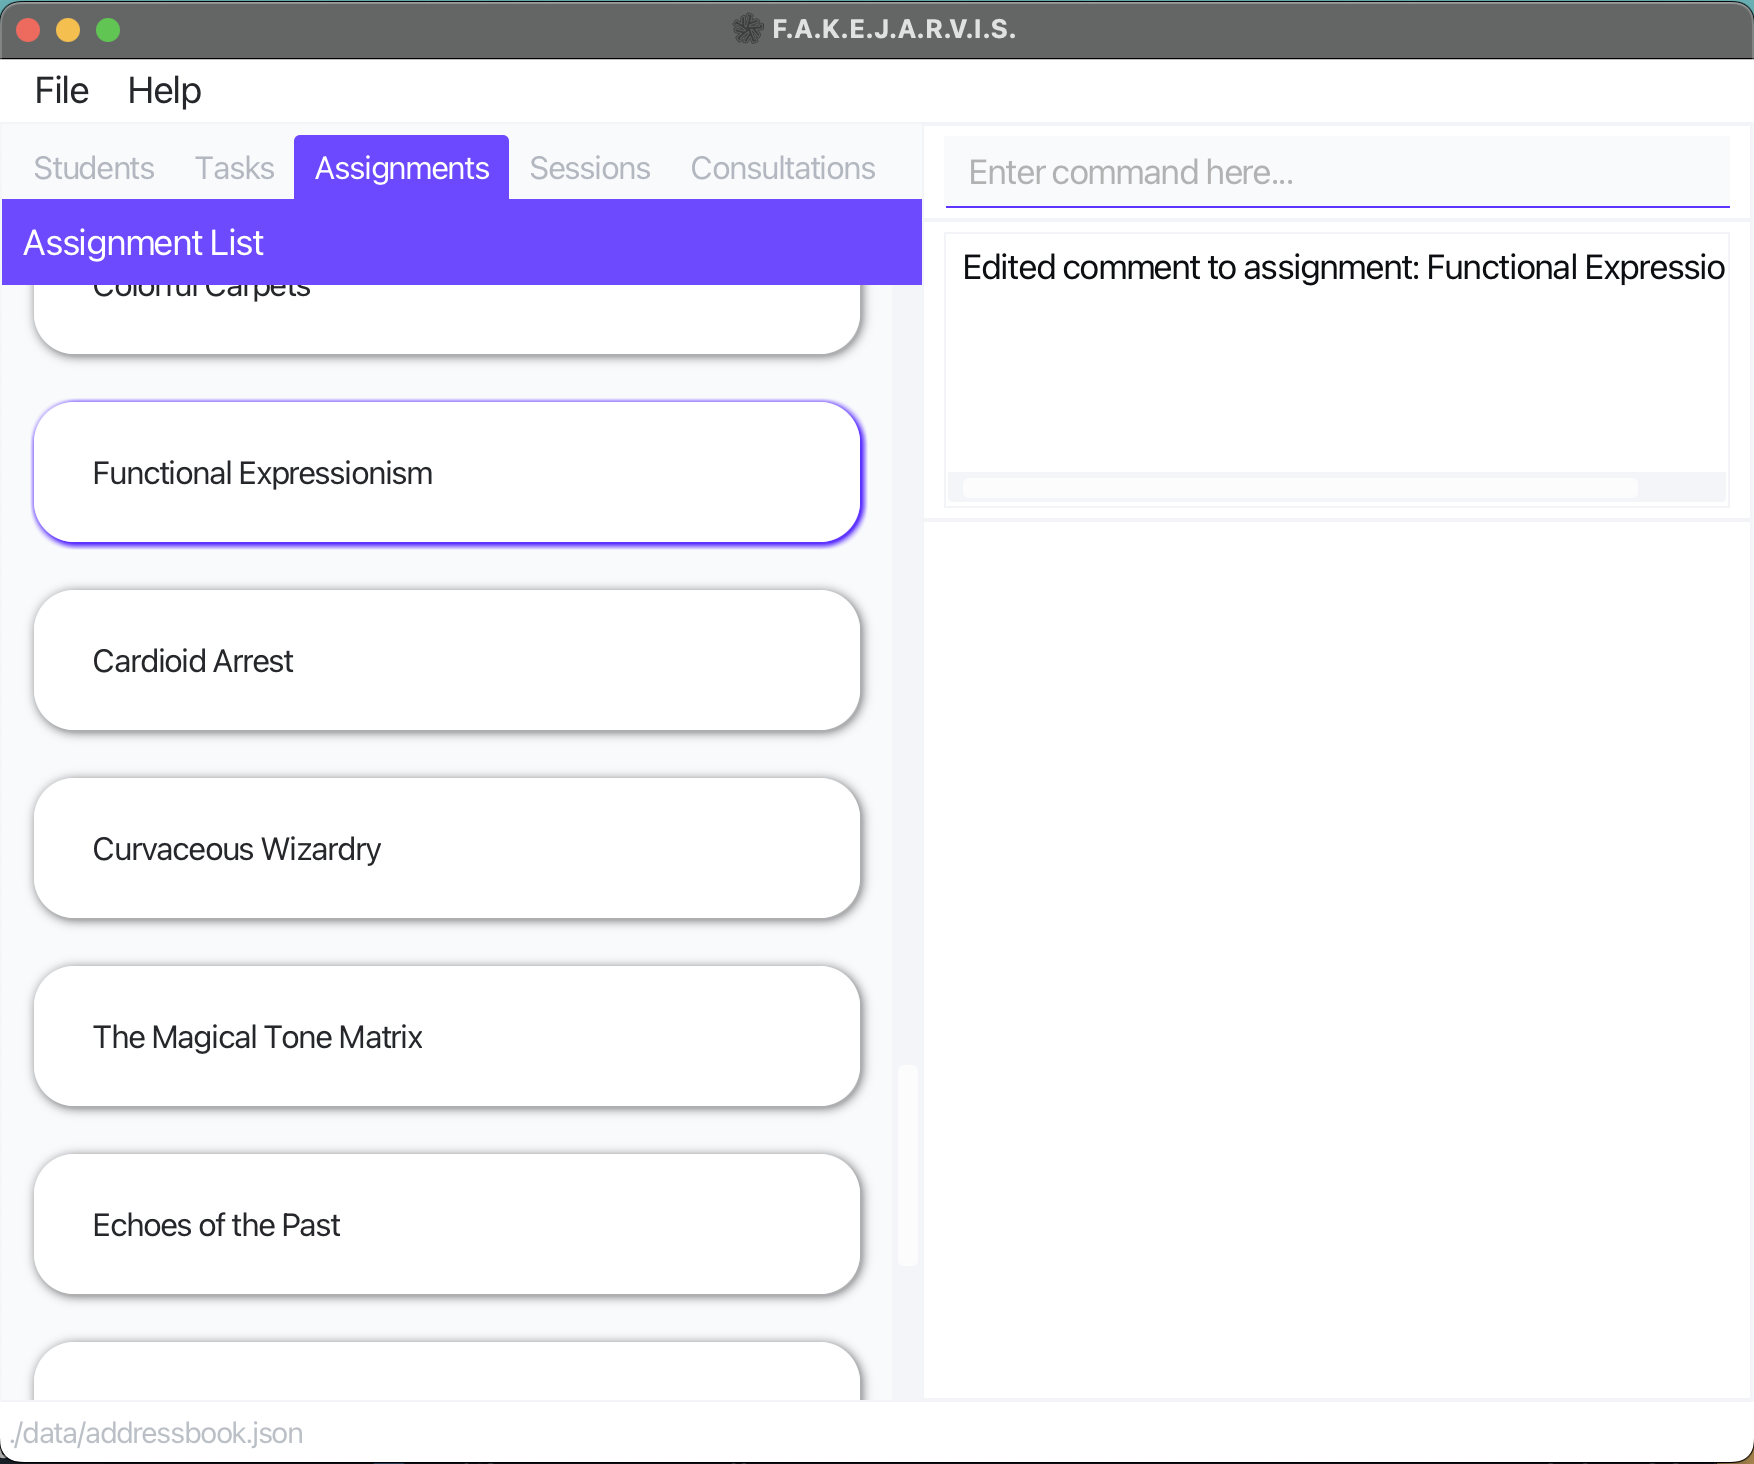 F.A.K.E.J.A.R.V.I.S.
File Help
Students Tasks Assignments Sessions Consultations
Assignment List
Colorful Carpets
Functional Expressionism
Cardioid Arrest
Curvaceous Wizardry
The Magical Tone Matrix
Echoes of the Past
Enter command here...
Edited comment to assignment: Functional Expressio
./data/addressbook.json